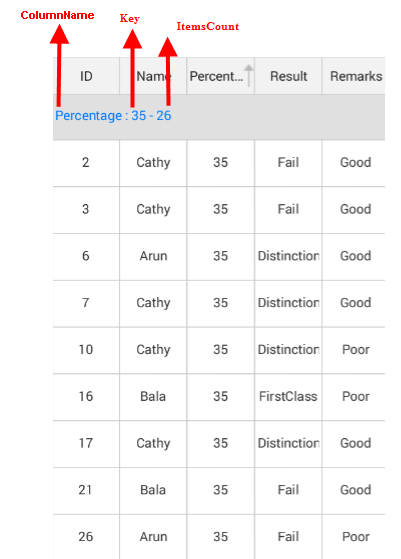 ColumnName Key ItemsCount
ID Name Percent... Result Remarks
Percentage : 35 - 26
2 Cathy 35 Fail Good
3 Cathy 35 Fail Good
6 Arun 35 Distinction Good
7 Cathy 35 Distinction Good
10 Cathy 35 Distinction Poor
16 Bala 35 FirstClass Poor
17 Cathy 35 Distinction Good
21 Bala 35 Fail Good
26 Arun 35 Fail Poor